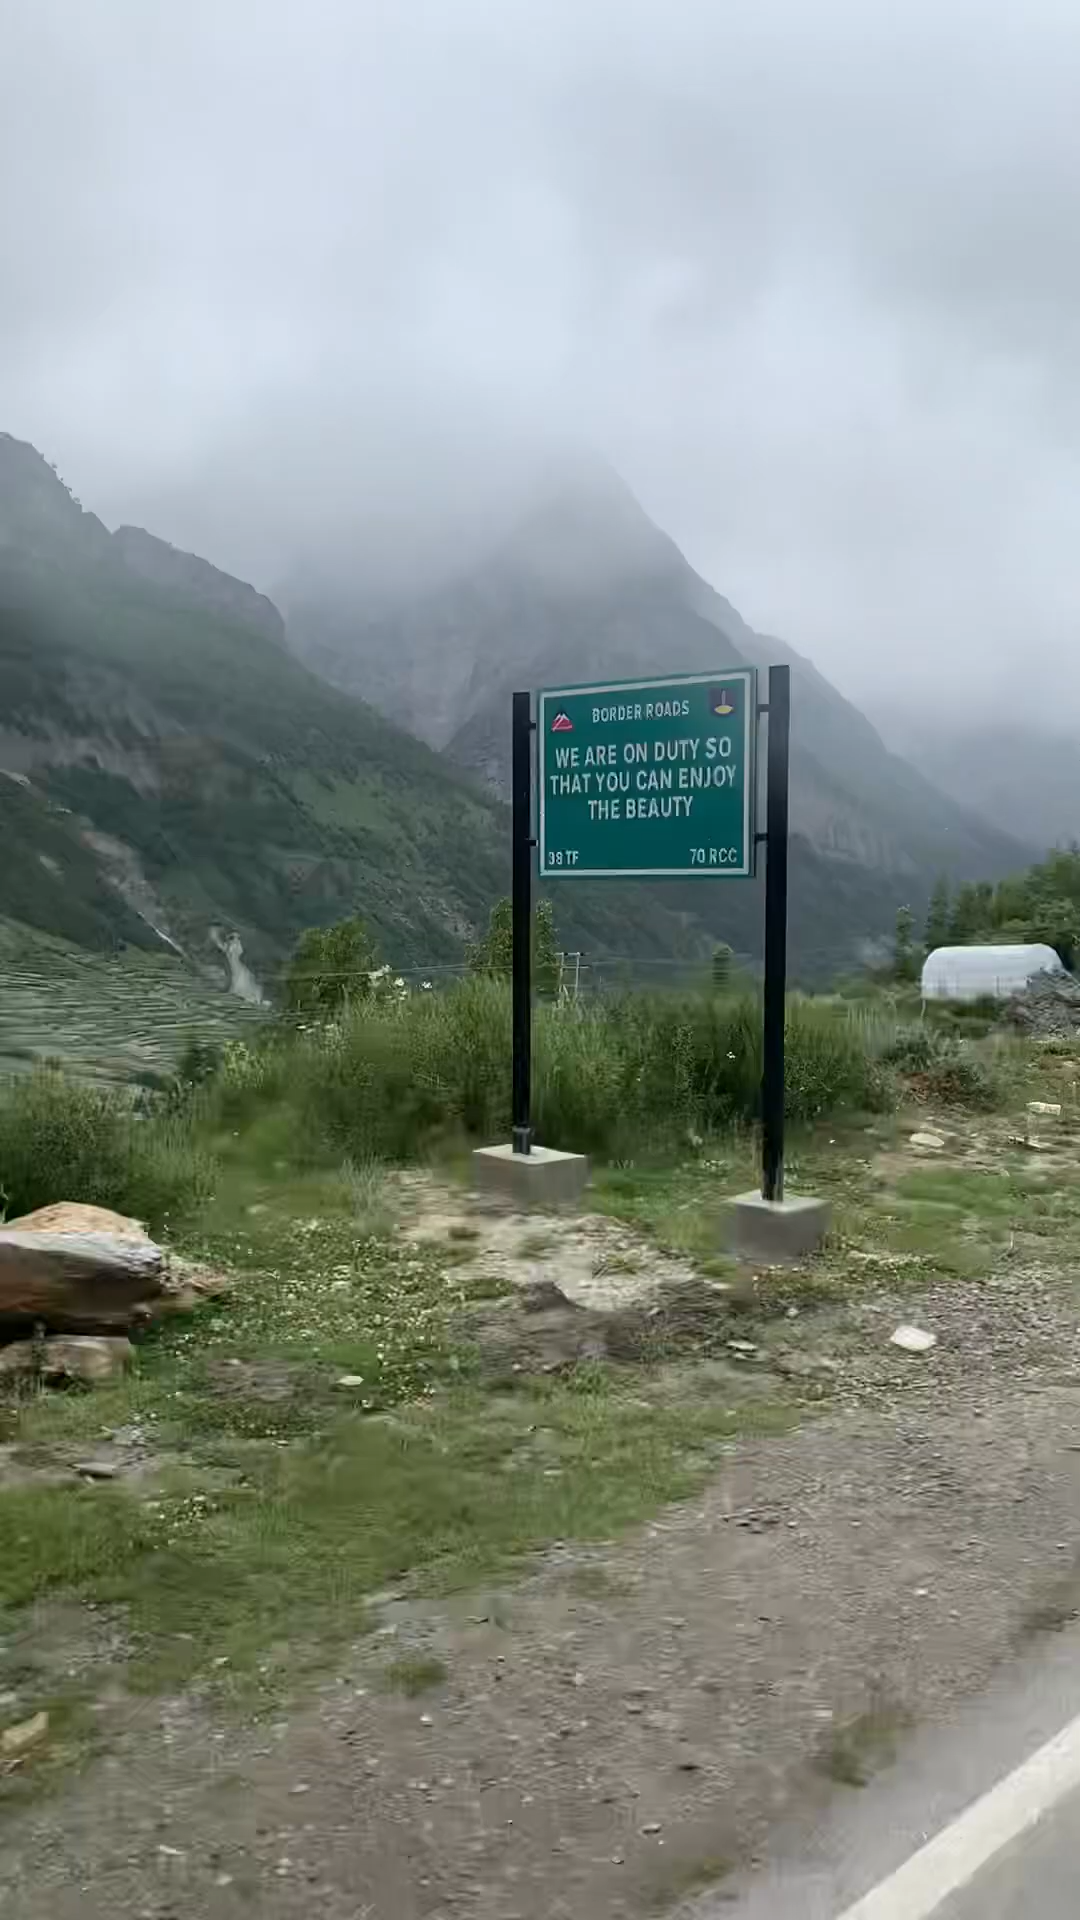 BORDER ROADS
WE ARE ON DUTY SO
THAT YOU CAN ENJOY
THE BEAUTY
38 TF 70 RCC